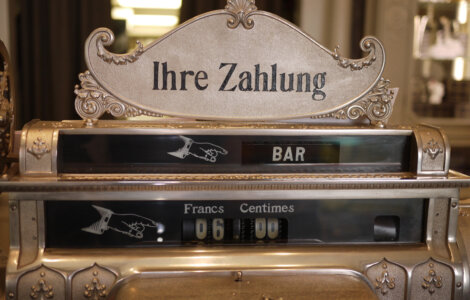 Ihre Zahlung
BAR
Francs Centimes
06 00